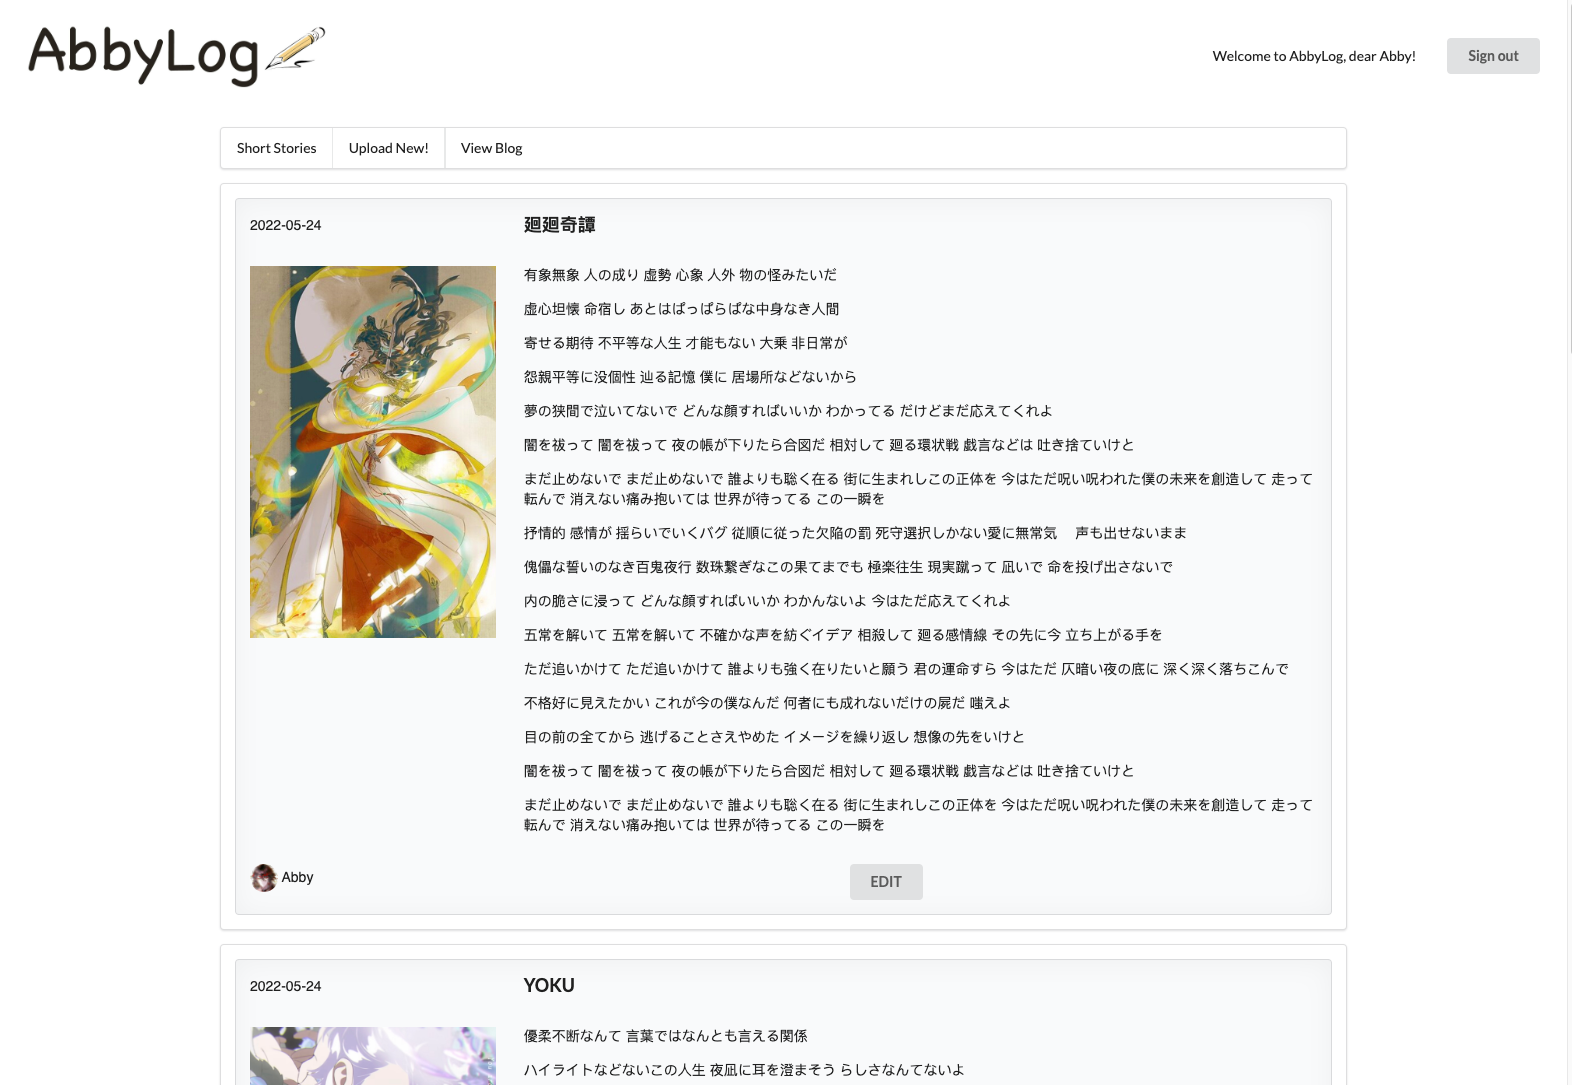 AbbyLog
Welcome to AbbyLog, dear Abby!
Sign out
Short Stories
Upload New!
View Blog
2022-05-24
廻廻奇譚
有象無象 人の成り 虚勢 心象 人外 物の怪みたいだ
虚心坦懐 命宿し あとはぱっぱらぱな中身なき人間
寄せる期待 不平等な人生 才能もない 大乗 非日常が
怨親平等に没個性 辿る記憶 僕に 居場所などないから
夢の狭間で泣いてないで どんな顔すればいいか わかってる だけどまだ応えてくれよ
闇を祓って 闇を祓って 夜の帳が下りたら合図だ 相対して 廻る環状戦 戯言などは 吐き捨ていけと
まだ止めないで まだ止めないで 誰よりも聡く在る 街に生まれしこの正体を 今はただ呪い呪われた僕の未来を創造して 走って
転んで 消えない痛み抱いては 世界が待ってる この一瞬を
抒情的 感情が 揺らいでいくバグ 従順に従った欠陥の罰 死守選択しかない愛に無常気　 声も出せないまま
傀儡な誓いのなき百鬼夜行 数珠繋ぎなこの果てまでも 極楽往生 現実蹴って 凪いで 命を投げ出さないで
内の脆さに浸って どんな顔すればいいか わかんないよ 今はただ応えてくれよ
五常を解いて 五常を解いて 不確かな声を紡ぐイデア 相殺して 廻る感情線 その先に今 立ち上がる手を
ただ追いかけて ただ追いかけて 誰よりも強く在りたいと願う 君の運命すら 今はただ 仄暗い夜の底に 深く深く落ちこんで
不格好に見えたかい これが今の僕なんだ 何者にも成れないだけの屍だ 嗤えよ
目の前の全てから 逃げることさえやめた イメージを繰り返し 想像の先をいけと
闇を祓って 闇を祓って 夜の帳が下りたら合図だ 相対して 廻る環状戦 戯言などは 吐き捨ていけと
まだ止めないで まだ止めないで 誰よりも聡く在る 街に生まれしこの正体を 今はただ呪い呪われた僕の未来を創造して 走って
転んで 消えない痛み抱いては 世界が待ってる この一瞬を
Abby
EDIT
2022-05-24
YOKU
優柔不断なんて 言葉ではなんとも言える関係
ハイライトなどないこの人生 夜凪に耳を澄まそう らしさなんてないよ